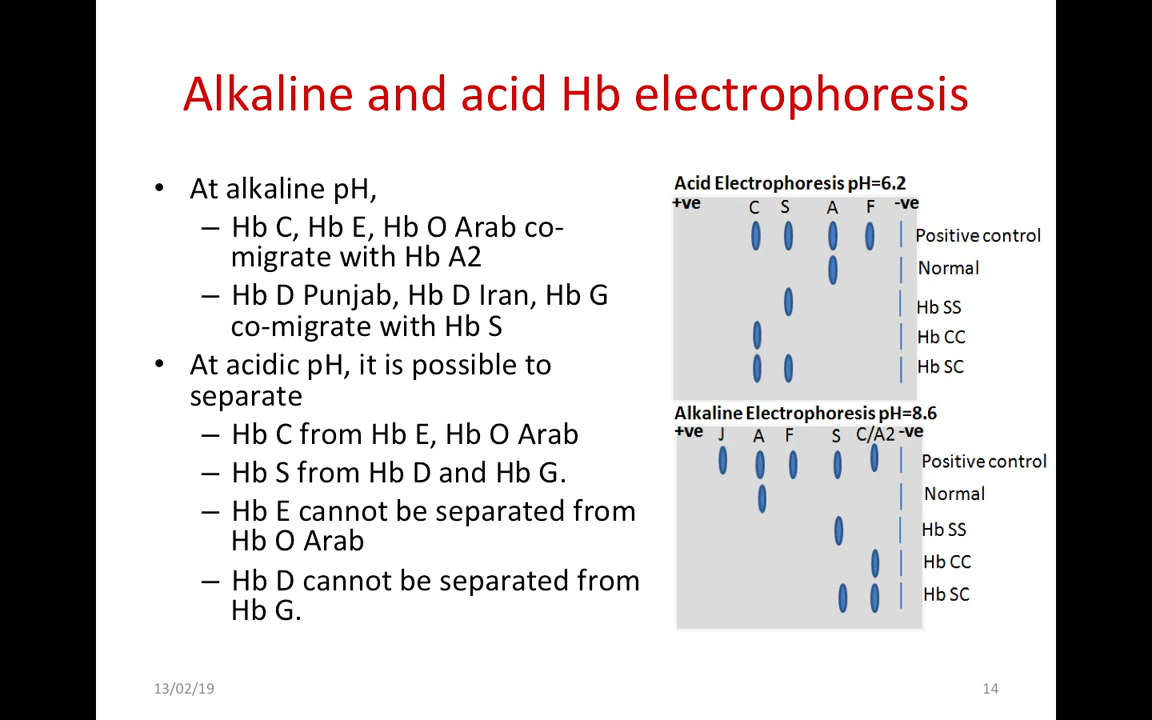 Alkaline and acid Hb electrophoresis
• At alkaline pH,
– Hb C, Hb E, Hb O Arab co-
migrate with Hb A2
– Hb D Punjab, Hb D Iran, Hb G
co-migrate with Hb S
• At acidic pH, it is possible to
separate
– Hb C from Hb E, Hb O Arab
– Hb S from Hb D and Hb G.
– Hb E cannot be separated from
Hb O Arab
– Hb D cannot be separated from
Hb G.
Acid Electrophoresis pH=6.2
+ve C S A F -ve
Positive control
Normal
Hb SS
Hb CC
Hb SC
Alkaline Electrophoresis pH=8.6
+ve J A F S C/A2 -ve
Positive control
Normal
Hb SS
Hb CC
Hb SC
13/02/19
14